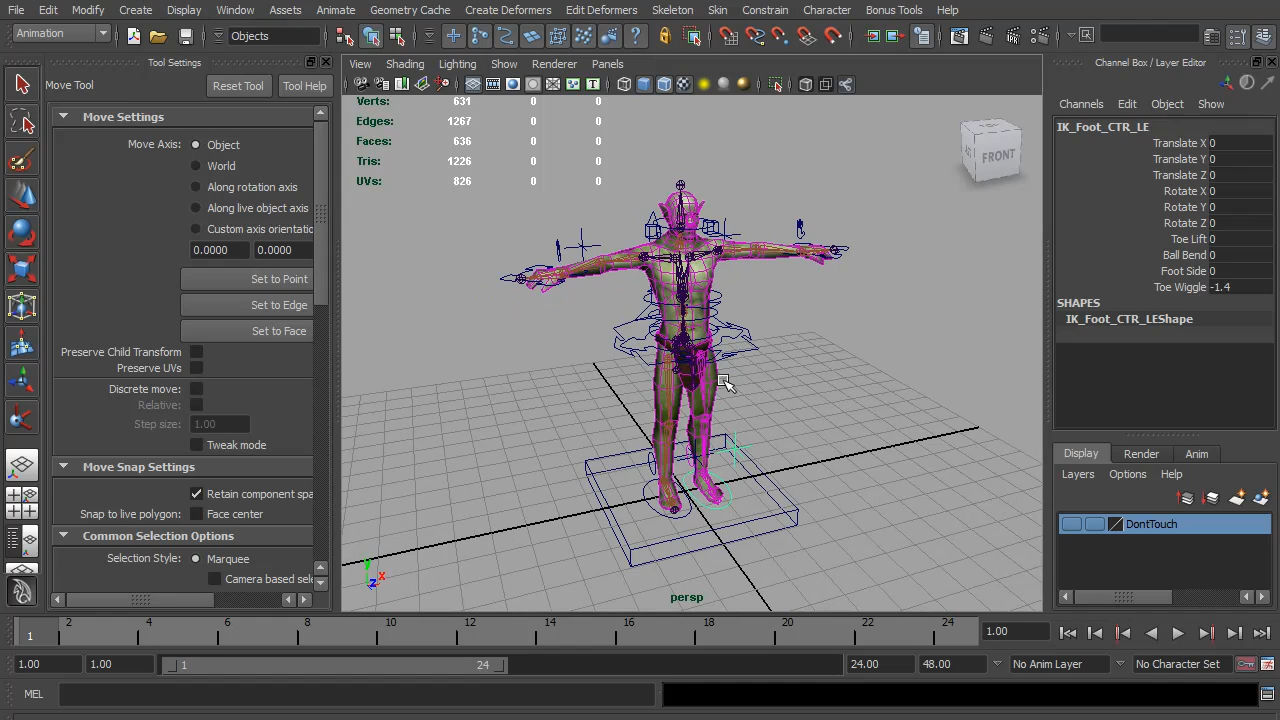 File Edit Modify Create Display Window Assets Animate Geometry Cache Create Deformers Edit Deformers Skeleton Skin Constrain Character Bonus Tools Help
Animation Objects
Tool Settings
Move Tool Reset Tool Tool Help
Move Settings
Move Axis: Object
World
Along rotation axis
Along live object axis
Custom axis orientatio
0.0000 0.0000
Set to Point
Set to Edge
Set to Face
Preserve Child Transform
Preserve UVs
Discrete move:
Relative:
Step size: 1.00
Tweak mode
Move Snap Settings
Retain component spa
Snap to live polygon: Face center
Common Selection Options
Selection Style: Marquee
Camera based sele
View Shading Lighting Show Renderer Panels
Verts: 631 0 0
Edges: 1267 0 0
Faces: 636 0 0
Tris: 1226 0 0
UVs: 826 0 0
FRONT
persp
Y
Z X
Channel Box / Layer Editor
Channels Edit Object Show
IK_Foot_CTR_LE
Translate X 0
Translate Y 0
Translate Z 0
Rotate X 0
Rotate Y 0
Rotate Z 0
Toe Lift 0
Ball Bend 0
Foot Side 0
Toe Wiggle -1.4
SHAPES
IK_Foot_CTR_LEShape
Display Render Anim
Layers Options Help
DontTouch
1 2 4 6 8 10 12 14 16 18 20 22 24 1.00
1.00 1.00 1 24 24.00 48.00 No Anim Layer No Character Set
MEL